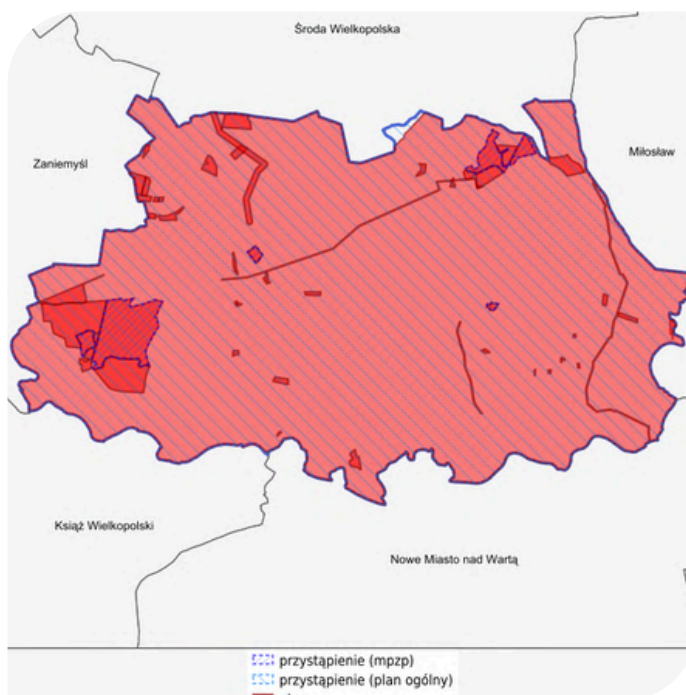 Środa Wielkopolska
Zaniemyśl
Miłosław
Książ Wielkopolski
Nowe Miasto nad Wartą
przystąpienie (mpzp)
przystąpienie (plan ogólny)